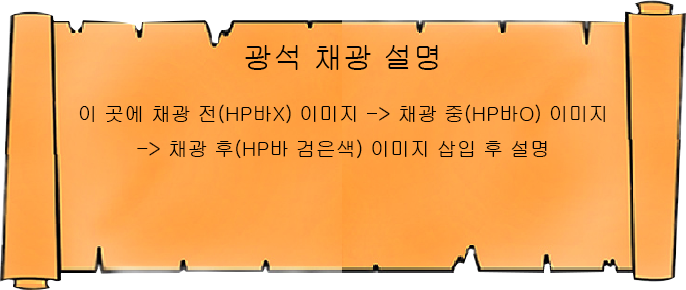 광석 채광 설명
이 곳에 채광 전(HP바X) 이미지 -> 채광 중(HP바O) 이미지
-> 채광 후(HP바 검은색) 이미지 삽입 후 설명